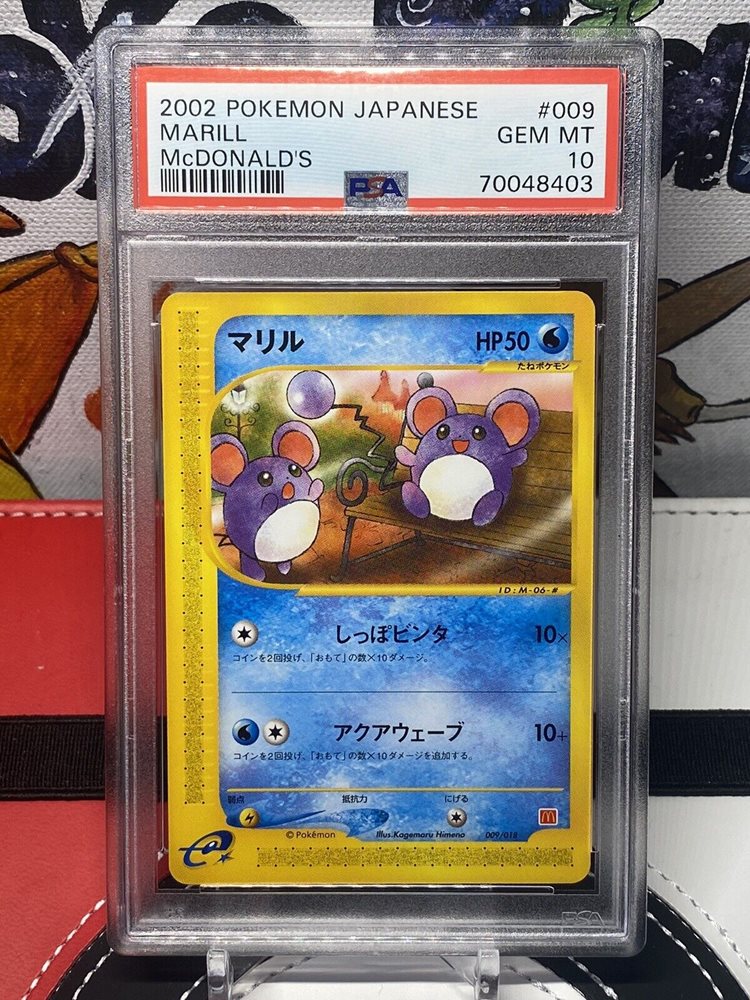 2002 POKEMON JAPANESE #009
MARILL GEM MT
McDONALD'S 10
PSA 70048403
マリル HP50
たねポケモン
ID:M-06-#
しっぽビンタ 10×
コインを2回投げ、「おもて」の数×10ダメージ。
アクアウェーブ 10+
コインを2回投げ、「おもて」の数×10ダメージを追加する。
弱点 抵抗力 にげる
©Pokémon Illus.Kagemaru Himeno 009/018
e
PSA